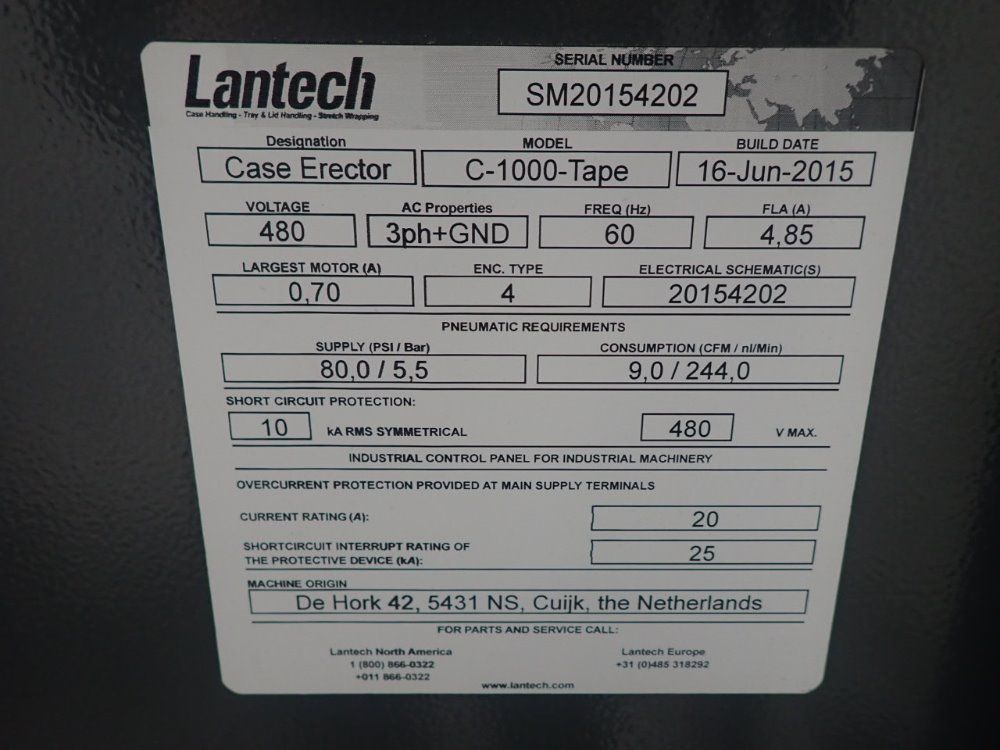 SERIAL NUMBER
Lantech
SM20154202
Case Handling - Tray & Lid Handling - Stretch Wrapping
Designation MODEL BUILD DATE
Case Erector C-1000-Tape 16-Jun-2015
VOLTAGE AC Properties FREQ (Hz) FLA (A)
480 3ph+GND 60 4,85
LARGEST MOTOR (A) ENC. TYPE ELECTRICAL SCHEMATIC(S)
0,70 4 20154202
PNEUMATIC REQUIREMENTS
SUPPLY (PSI / Bar) CONSUMPTION (CFM / nl/Min)
80,0 / 5,5 9,0 / 244,0
SHORT CIRCUIT PROTECTION:
10 kA RMS SYMMETRICAL 480 V MAX.
INDUSTRIAL CONTROL PANEL FOR INDUSTRIAL MACHINERY
OVERCURRENT PROTECTION PROVIDED AT MAIN SUPPLY TERMINALS
CURRENT RATING (A): 20
SHORTCIRCUIT INTERRUPT RATING OF
THE PROTECTIVE DEVICE (kA): 25
MACHINE ORIGIN
De Hork 42, 5431 NS, Cuijk, the Netherlands
FOR PARTS AND SERVICE CALL:
Lantech North America Lantech Europe
1 (800) 866-0322 +31 (0)485 318292
+011 866-0322
www.lantech.com